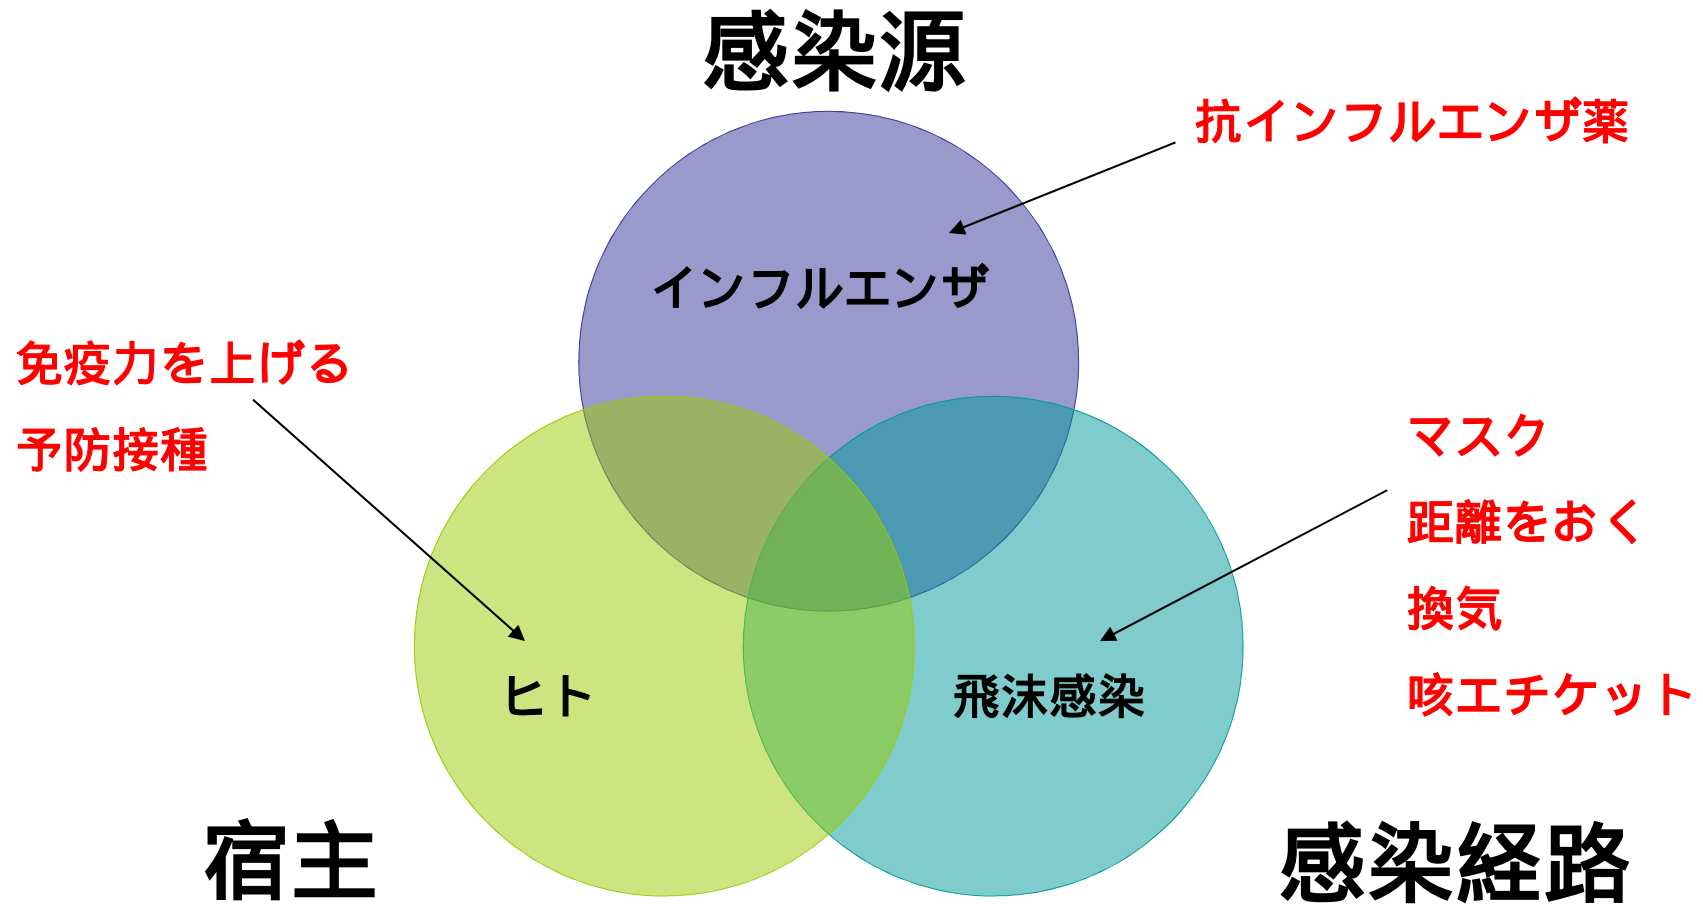 感染源
抗インフルエンザ薬
インフルエンザ
免疫力を上げる
予防接種
マスク
距離をおく
換気
咳エチケット
ヒト
飛沫感染
宿主
感染経路